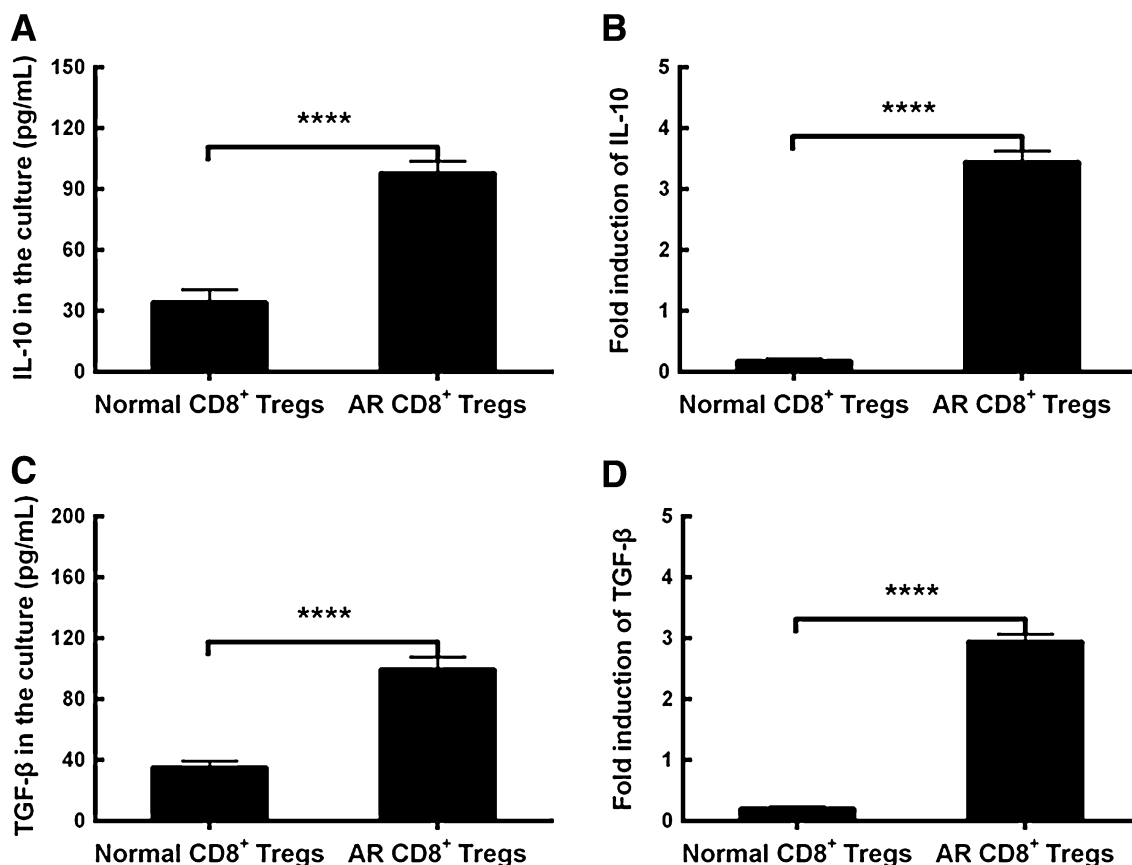 A
IL-10 in the culture (pg/mL)
150
120
90
60
30
0
****
Normal CD8⁺ Tregs
AR CD8⁺ Tregs
B
Fold induction of IL-10
5
4
3
2
1
0
****
Normal CD8⁺ Tregs
AR CD8⁺ Tregs
C
TGF-β in the culture (pg/mL)
200
160
120
80
40
0
****
Normal CD8⁺ Tregs
AR CD8⁺ Tregs
D
Fold induction of TGF-β
5
4
3
2
1
0
****
Normal CD8⁺ Tregs
AR CD8⁺ Tregs